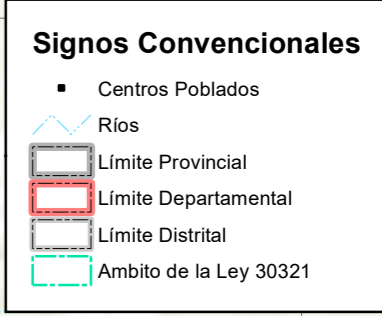 Signos Convencionales
Centros Poblados
Ríos
Límite Provincial
Límite Departamental
Límite Distrital
Ambito de la Ley 30321